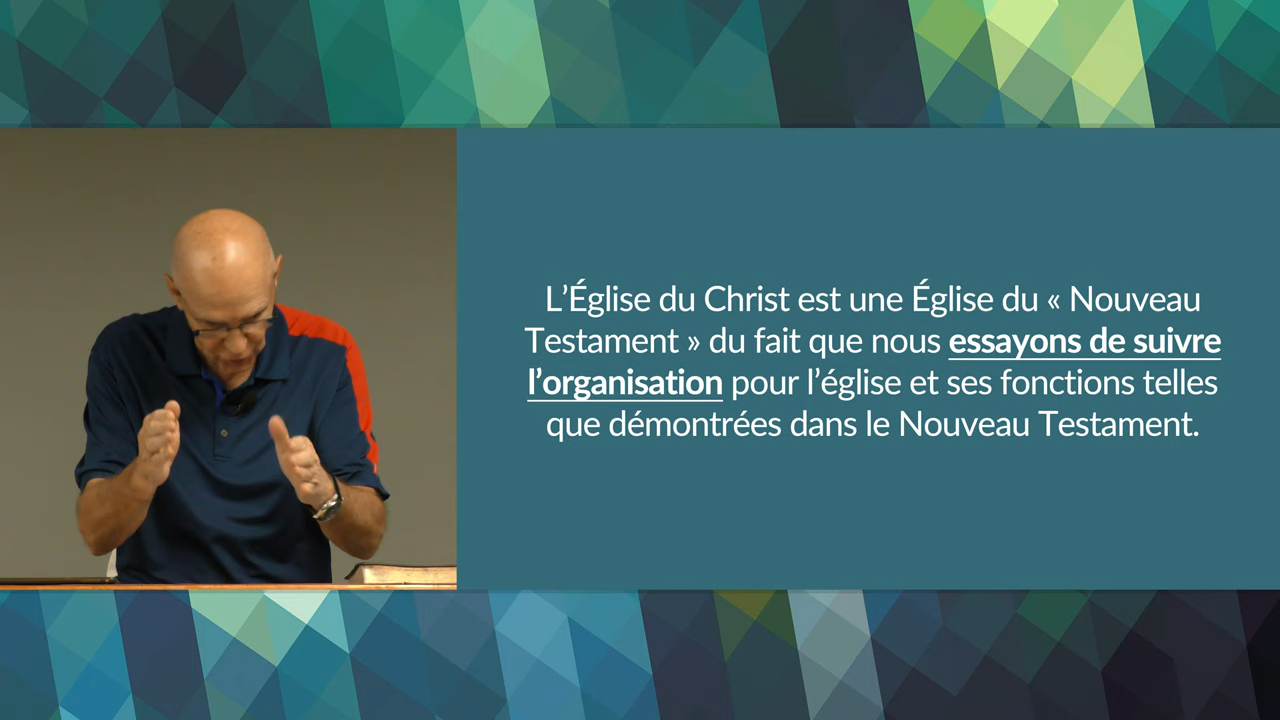 L’Église du Christ est une Église du « Nouveau
Testament » du fait que nous essayons de suivre
l’organisation pour l’église et ses fonctions telles
que démontrées dans le Nouveau Testament.